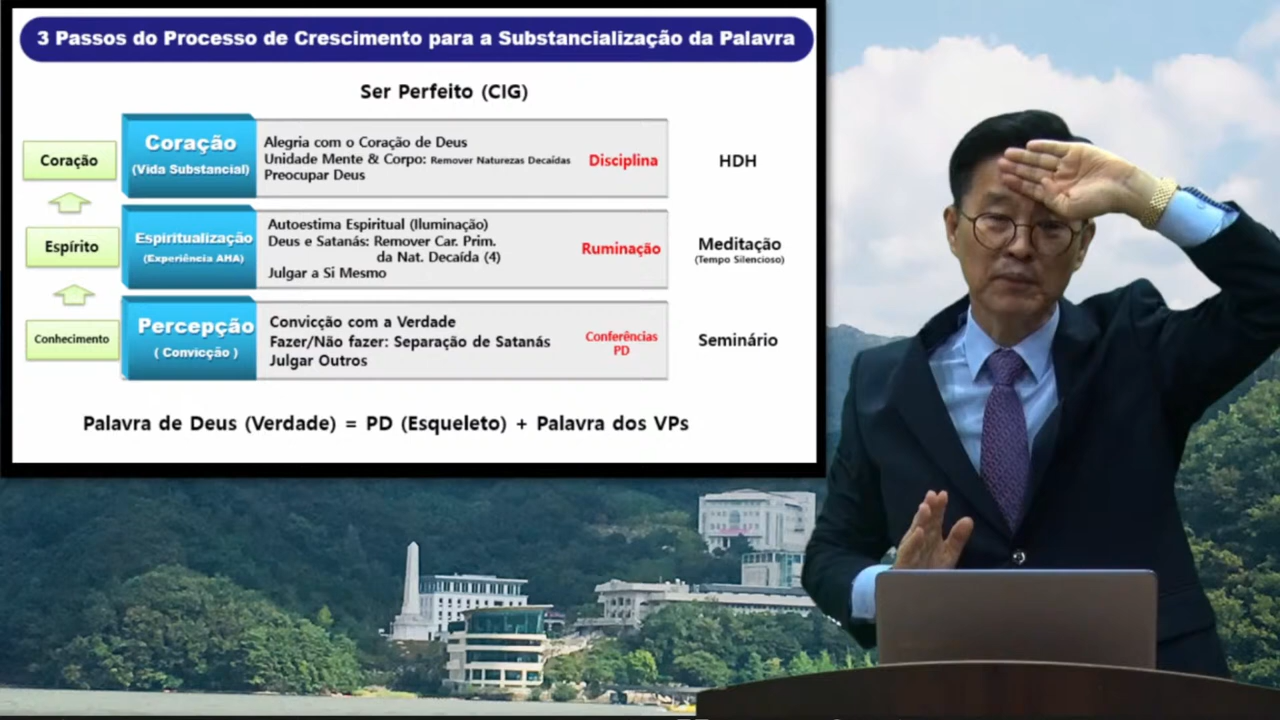 3 Passos do Processo de Crescimento para a Substancialização da Palavra
Ser Perfeito (CIG)
Coração
Coração
(Vida Substancial)
Alegria com o Coração de Deus
Unidade Mente & Corpo: Remover Naturezas Decaídas
Preocupar Deus
Disciplina
HDH
Espírito
Espiritualização
(Experiência AHA)
Autoestima Espiritual (Iluminação)
Deus e Satanás: Remover Car. Prim.
da Nat. Decaída (4)
Julgar a Si Mesmo
Ruminação
Meditação
(Tempo Silencioso)
Conhecimento
Percepção
( Convicção )
Convicção com a Verdade
Fazer/Não fazer: Separação de Satanás
Julgar Outros
Conferências
PD
Seminário
Palavra de Deus (Verdade) = PD (Esqueleto) + Palavra dos VPs